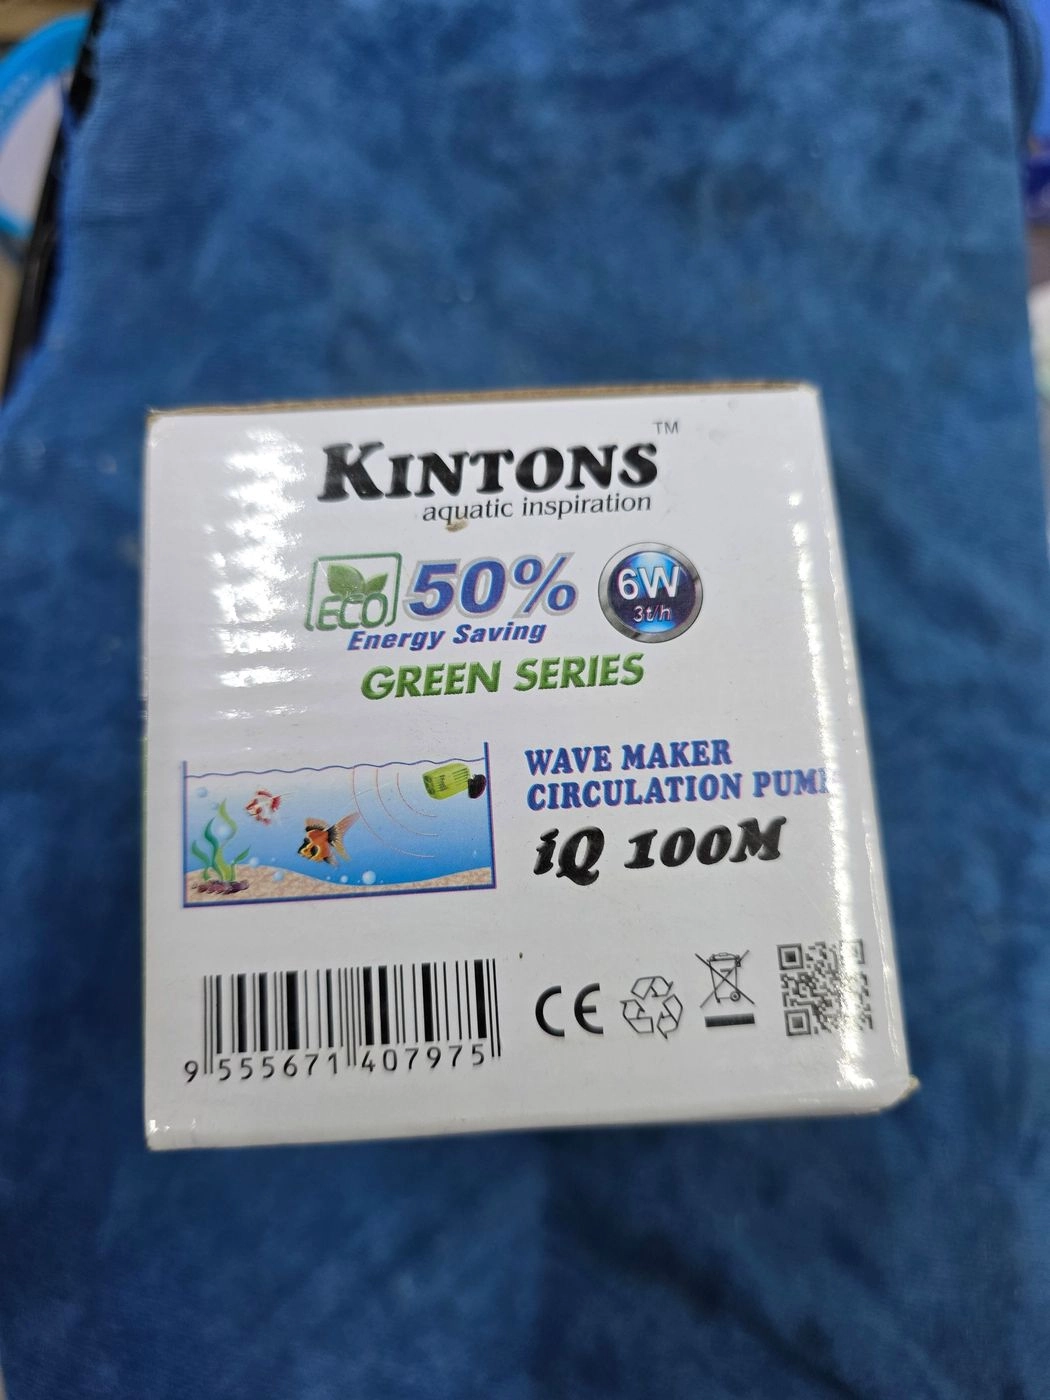 KINTONS™
aquatic inspiration
ECO 50% 6W
3t/h
Energy Saving
GREEN SERIES
WAVE MAKER
CIRCULATION PUMP
iQ 100M
9 555671 407975
CE